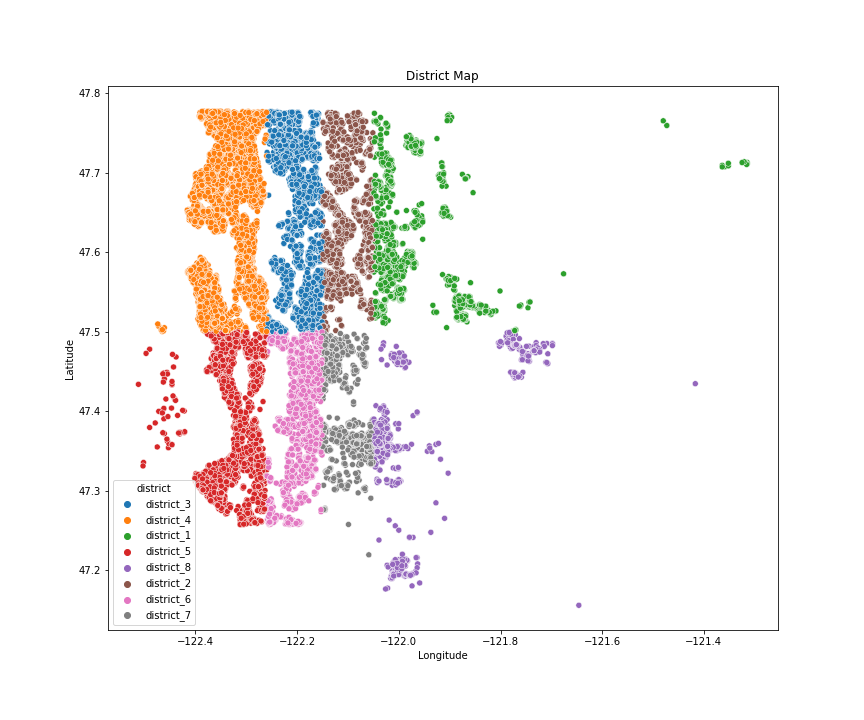 District Map
Latitude
47.8
47.7
47.6
47.5
47.4
47.3
47.2
district
district_3
district_4
district_1
district_5
district_8
district_2
district_6
district_7
−122.4
−122.2
−122.0
−121.8
−121.6
−121.4
Longitude